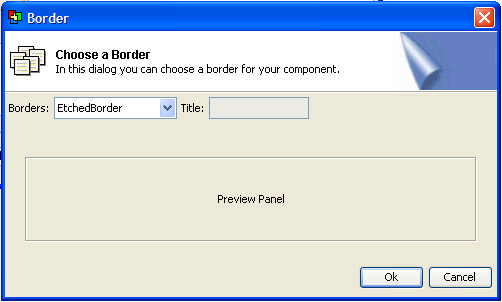 Border
Choose a Border
In this dialog you can choose a border for your component.
Borders: EtchedBorder Title:
Preview Panel
Ok Cancel